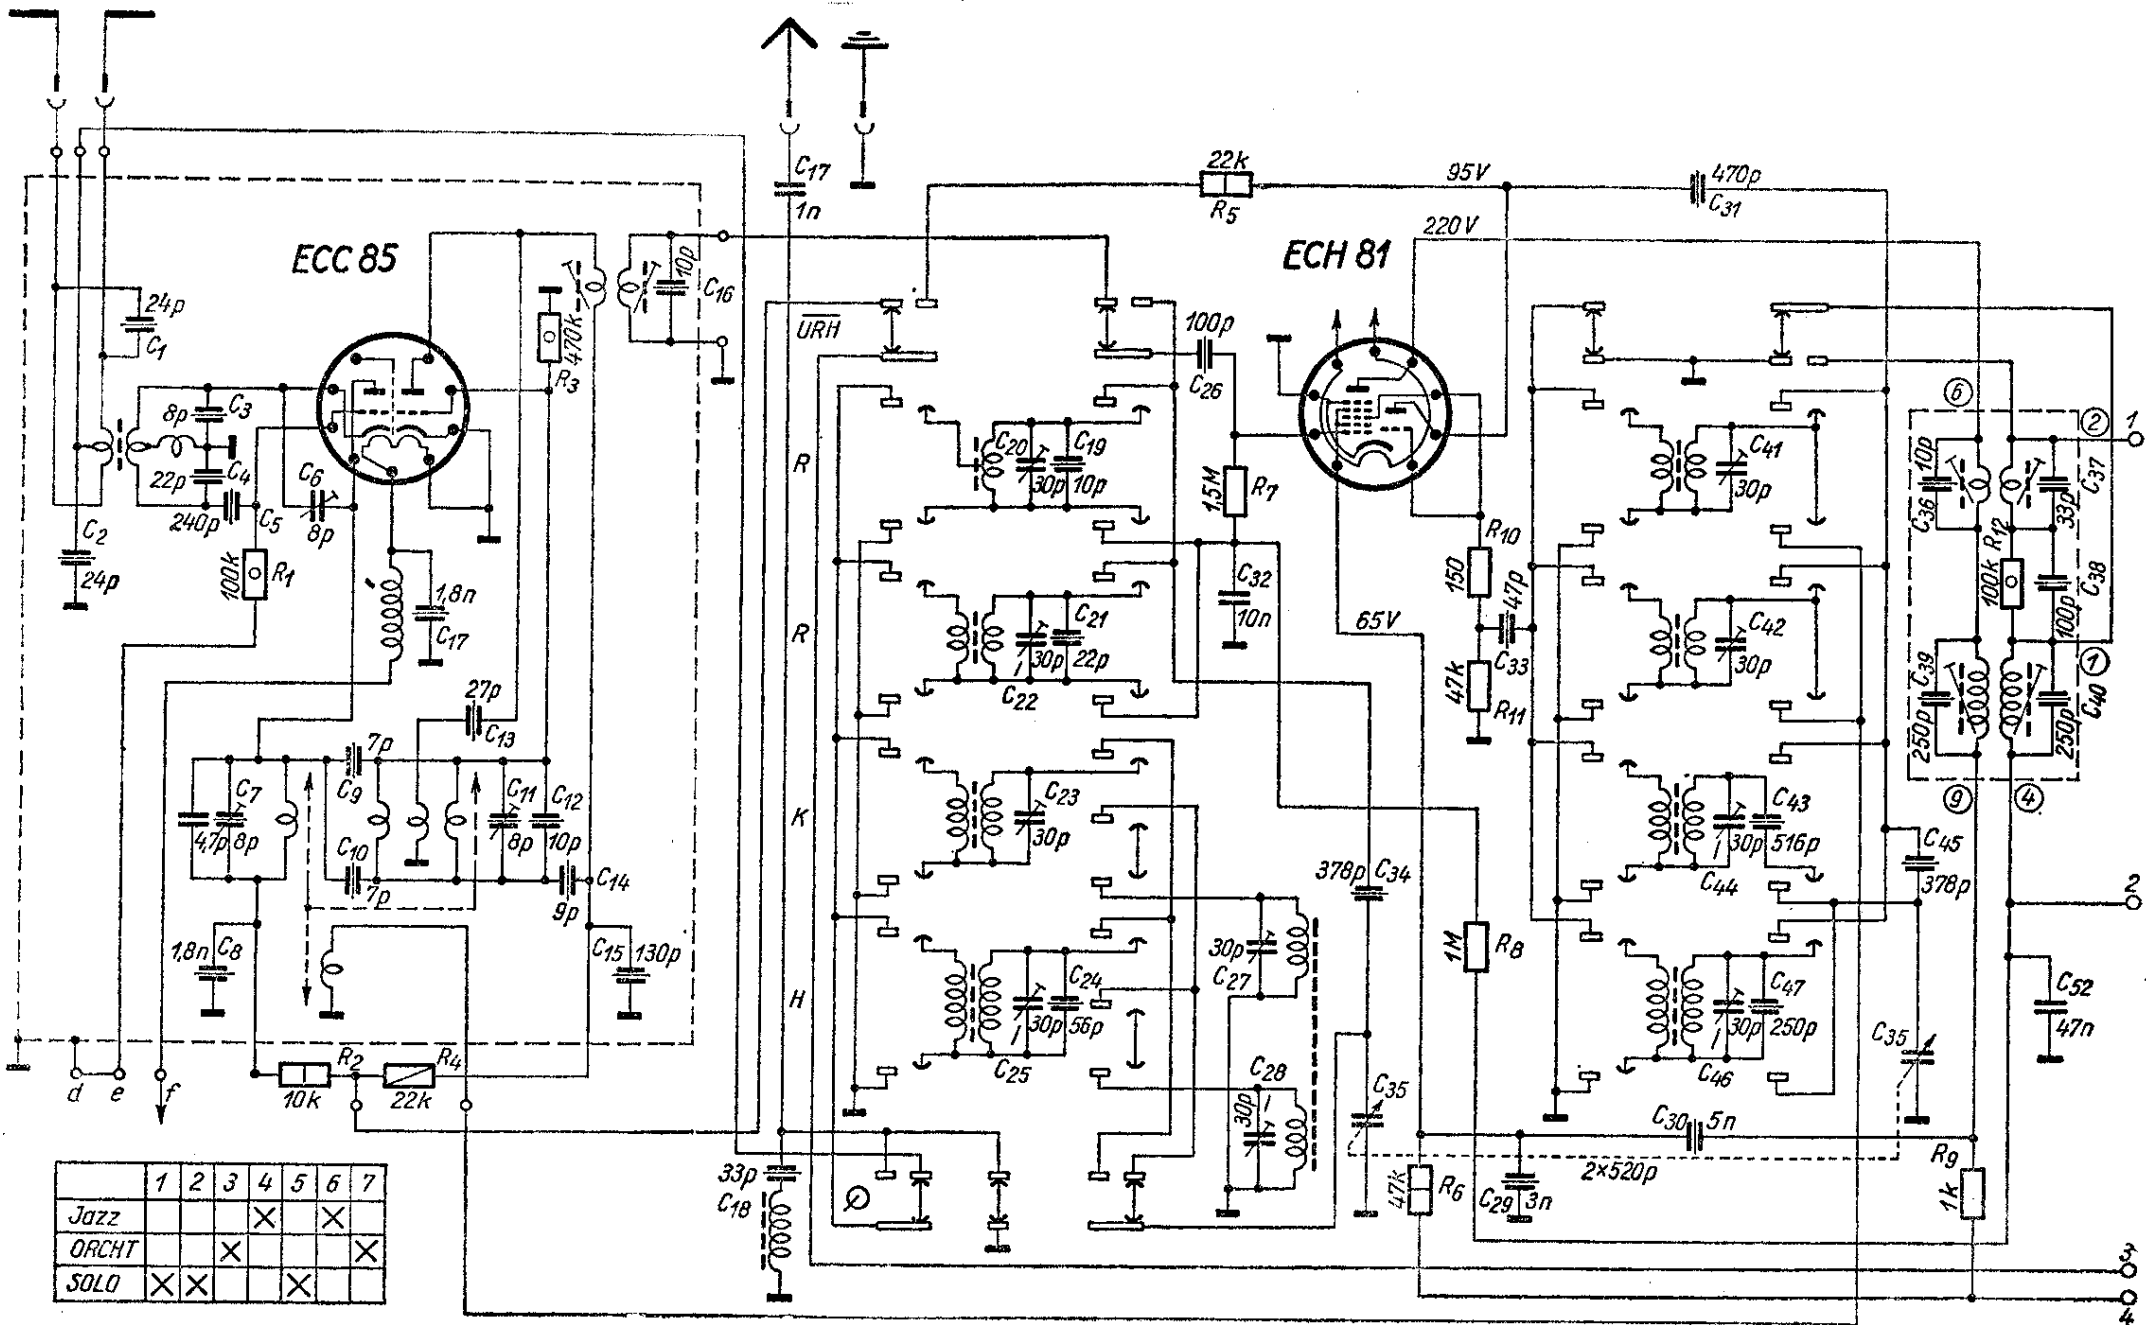 ECC 85
24p
C1
8p
C3
22p
C4
240p
C5
C6
8p
C2
24p
100k
R1
470k
R3
10p
C16
1,8n
C17
27p
C13
7p
C9
C7
4,7p
8p
C10
7p
C11
8p
C12
10p
C14
9p
1,8n
C8
C15
130p
d
e
f
R2
10k
R4
22k
C17
1n
URH
R
R
K
H
22k
R5
95V
470p
C31
220V
ECH 81
100p
C26
C20
C19
30p
10p
1,5M
R7
C32
10n
C21
30p
22p
C22
C23
30p
C24
30p
56p
C25
65V
R10
150
47p
C33
47k
R11
378p
C34
30p
C27
C28
30p
C35
1M
R8
33p
C18
47k
R6
C29
3n
C30
5n
2×520p
R9
1k
C41
30p
C42
30p
C43
30p
516p
C44
C45
378p
C47
30p
250p
C46
C35
C52
47n
6
2
1
10p
C36
C37
33p
R12
100k
C38
100p
C39
250p
1
C40
250p
9
4
2
3
4
1 2 3 4 5 6 7
Jazz X X
ORCHT X X
SOLO X X X